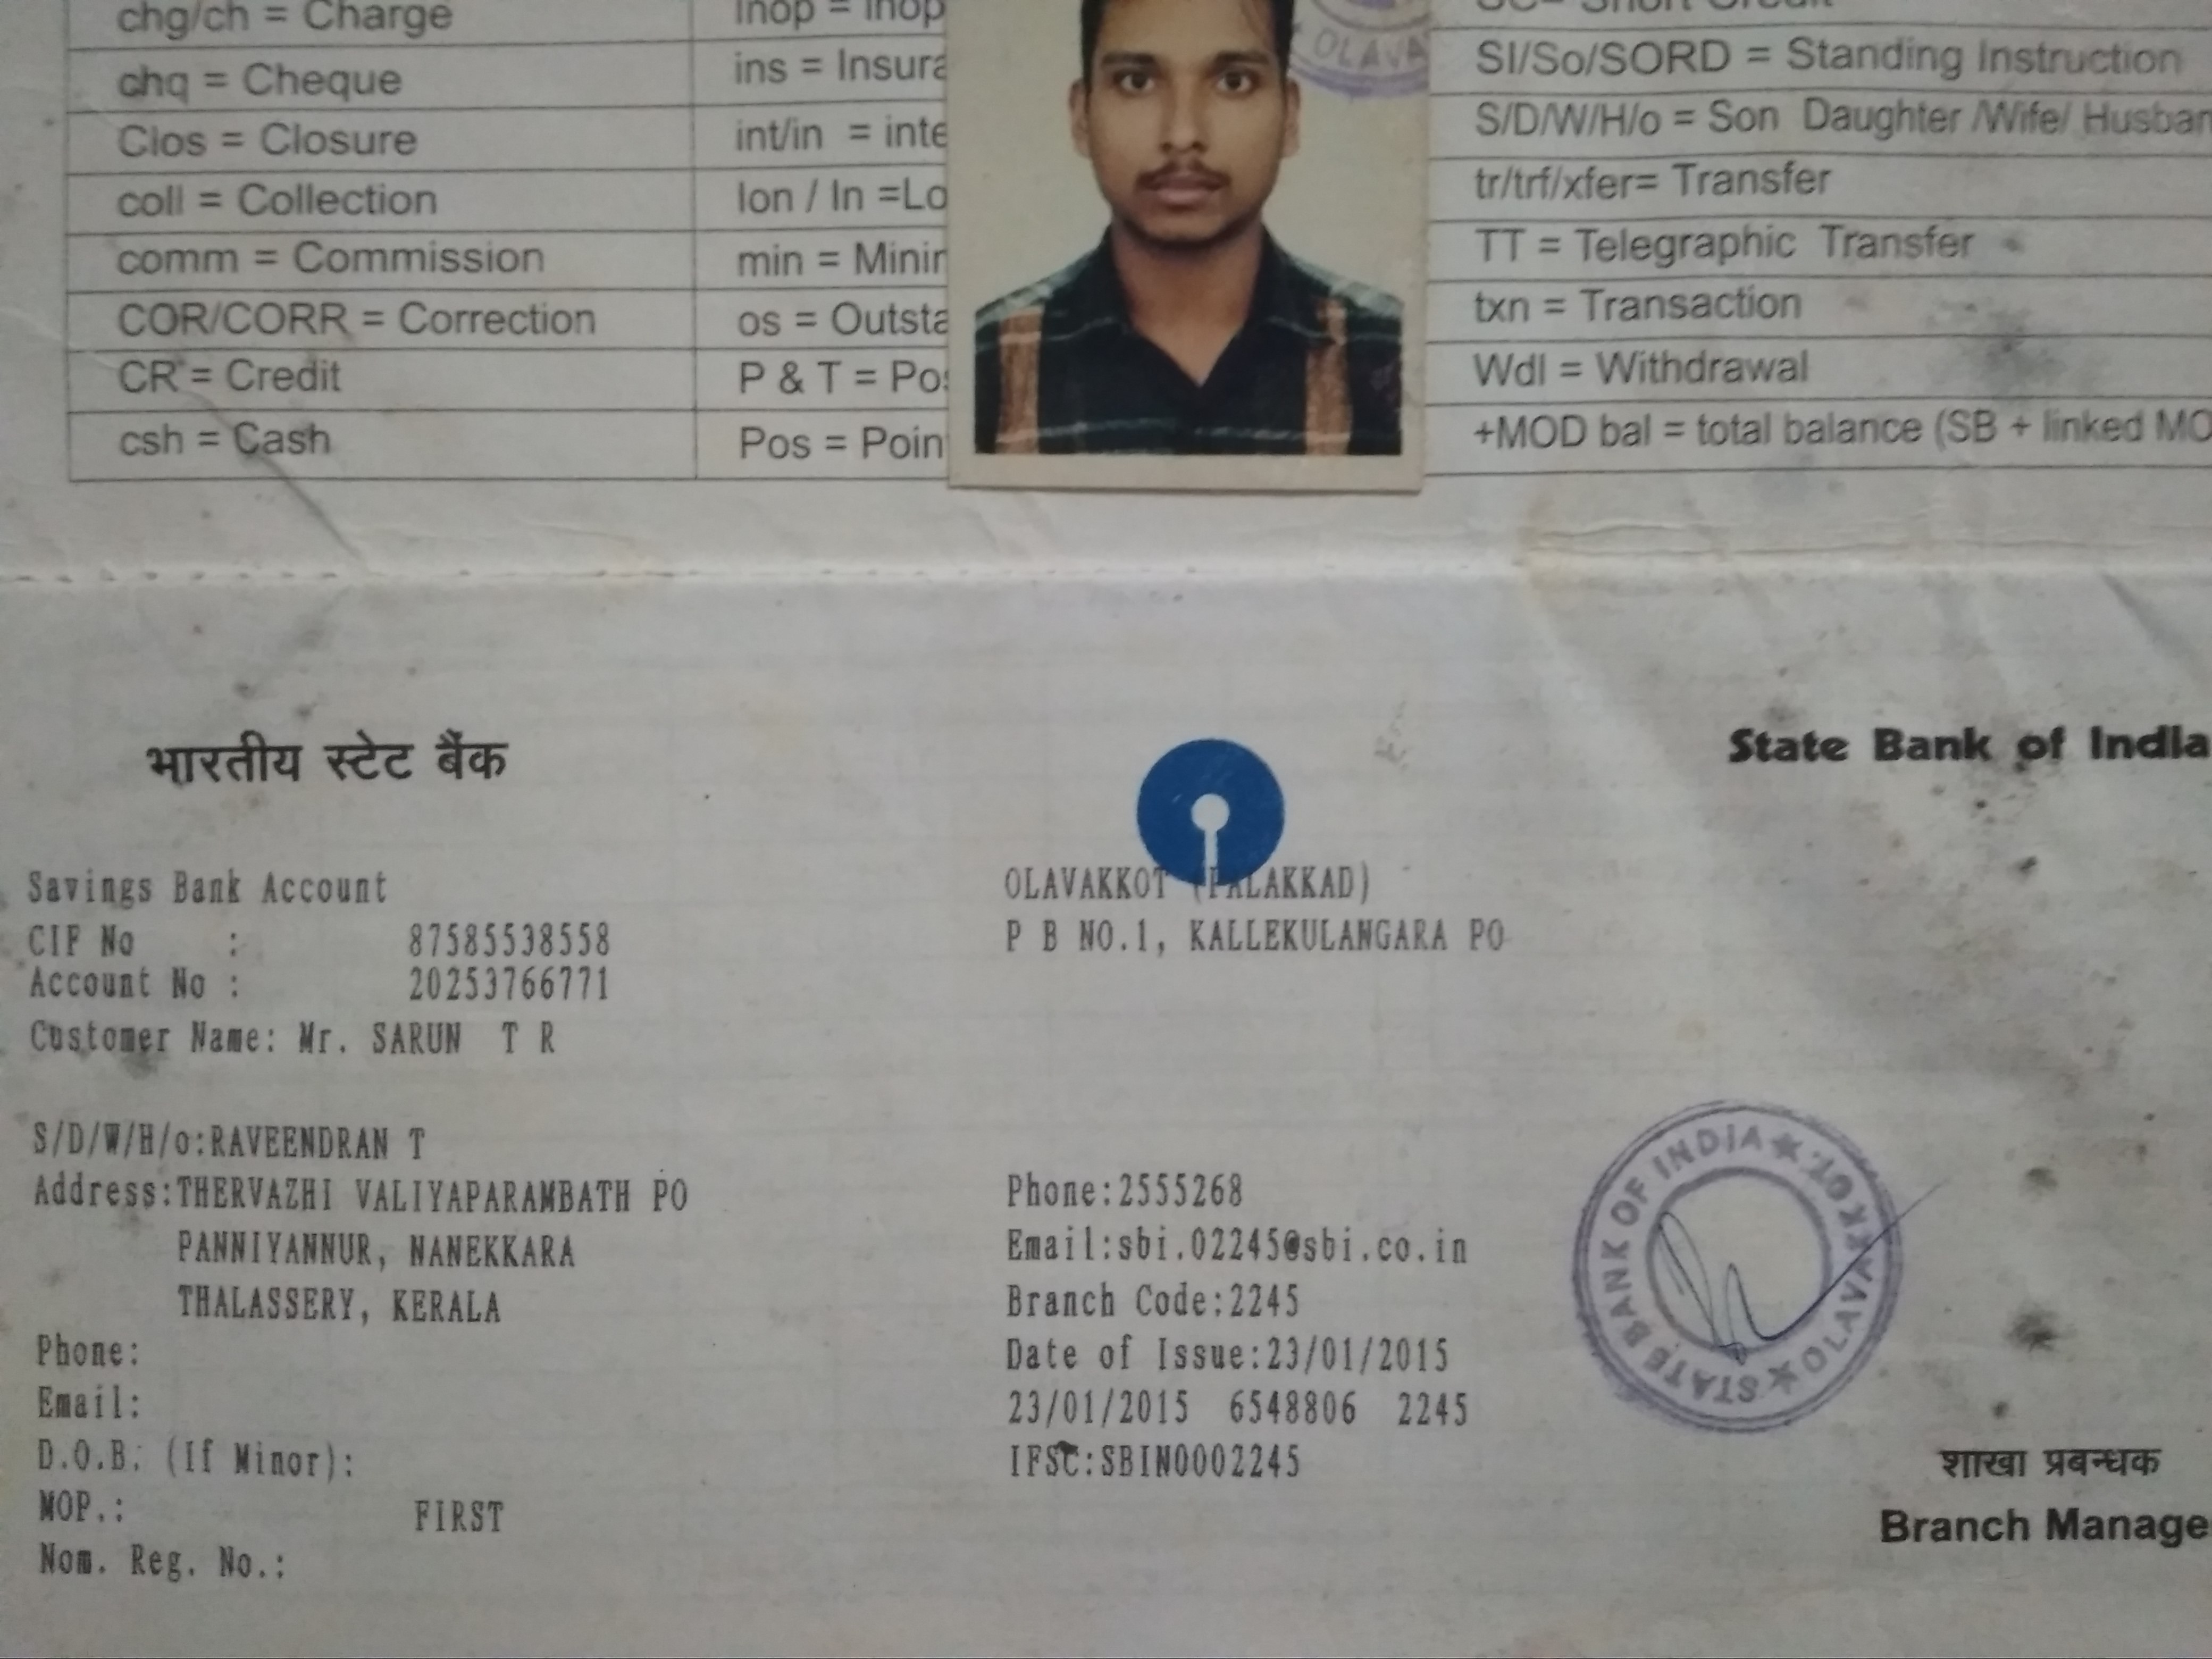 chg/ch = Charge
chq = Cheque
Clos = Closure
coll = Collection
comm = Commission
COR/CORR = Correction
CR = Credit
csh = Cash
inop = inop
ins = Insura
int/in = inte
lon / ln =Lo
min = Minir
os = Outsta
P & T = Pos
Pos = Poin
OLAVA
SC= Short Credit
SI/So/SORD = Standing Instruction
S/D/W/H/o = Son Daughter /Wife/ Husban
tr/trf/xfer= Transfer
TT = Telegraphic Transfer
txn = Transaction
Wdl = Withdrawal
+MOD bal = total balance (SB + linked MO
भारतीय स्टेट बैंक
State Bank of India
Savings Bank Account
CIF No : 87585538558
Account No : 20253766771
Customer Name: Mr. SARUN T R
S/D/W/H/o:RAVEENDRAN T
Address:THERVAZHI VALIYAPARAMBATH PO
PANNIYANNUR, NANEKKARA
THALASSERY, KERALA
Phone:
Email:
D.O.B. (If Minor):
MOP.: FIRST
Nom. Reg. No.:
OLAVAKKOT (PALAKKAD)
P B NO.1, KALLEKULANGARA PO
Phone:2555268
Email:sbi.02245@sbi.co.in
Branch Code:2245
Date of Issue:23/01/2015
23/01/2015 6548806 2245
IFSC:SBIN0002245
STATE BANK OF INDIA
शाखा प्रबन्धक
Branch Manage